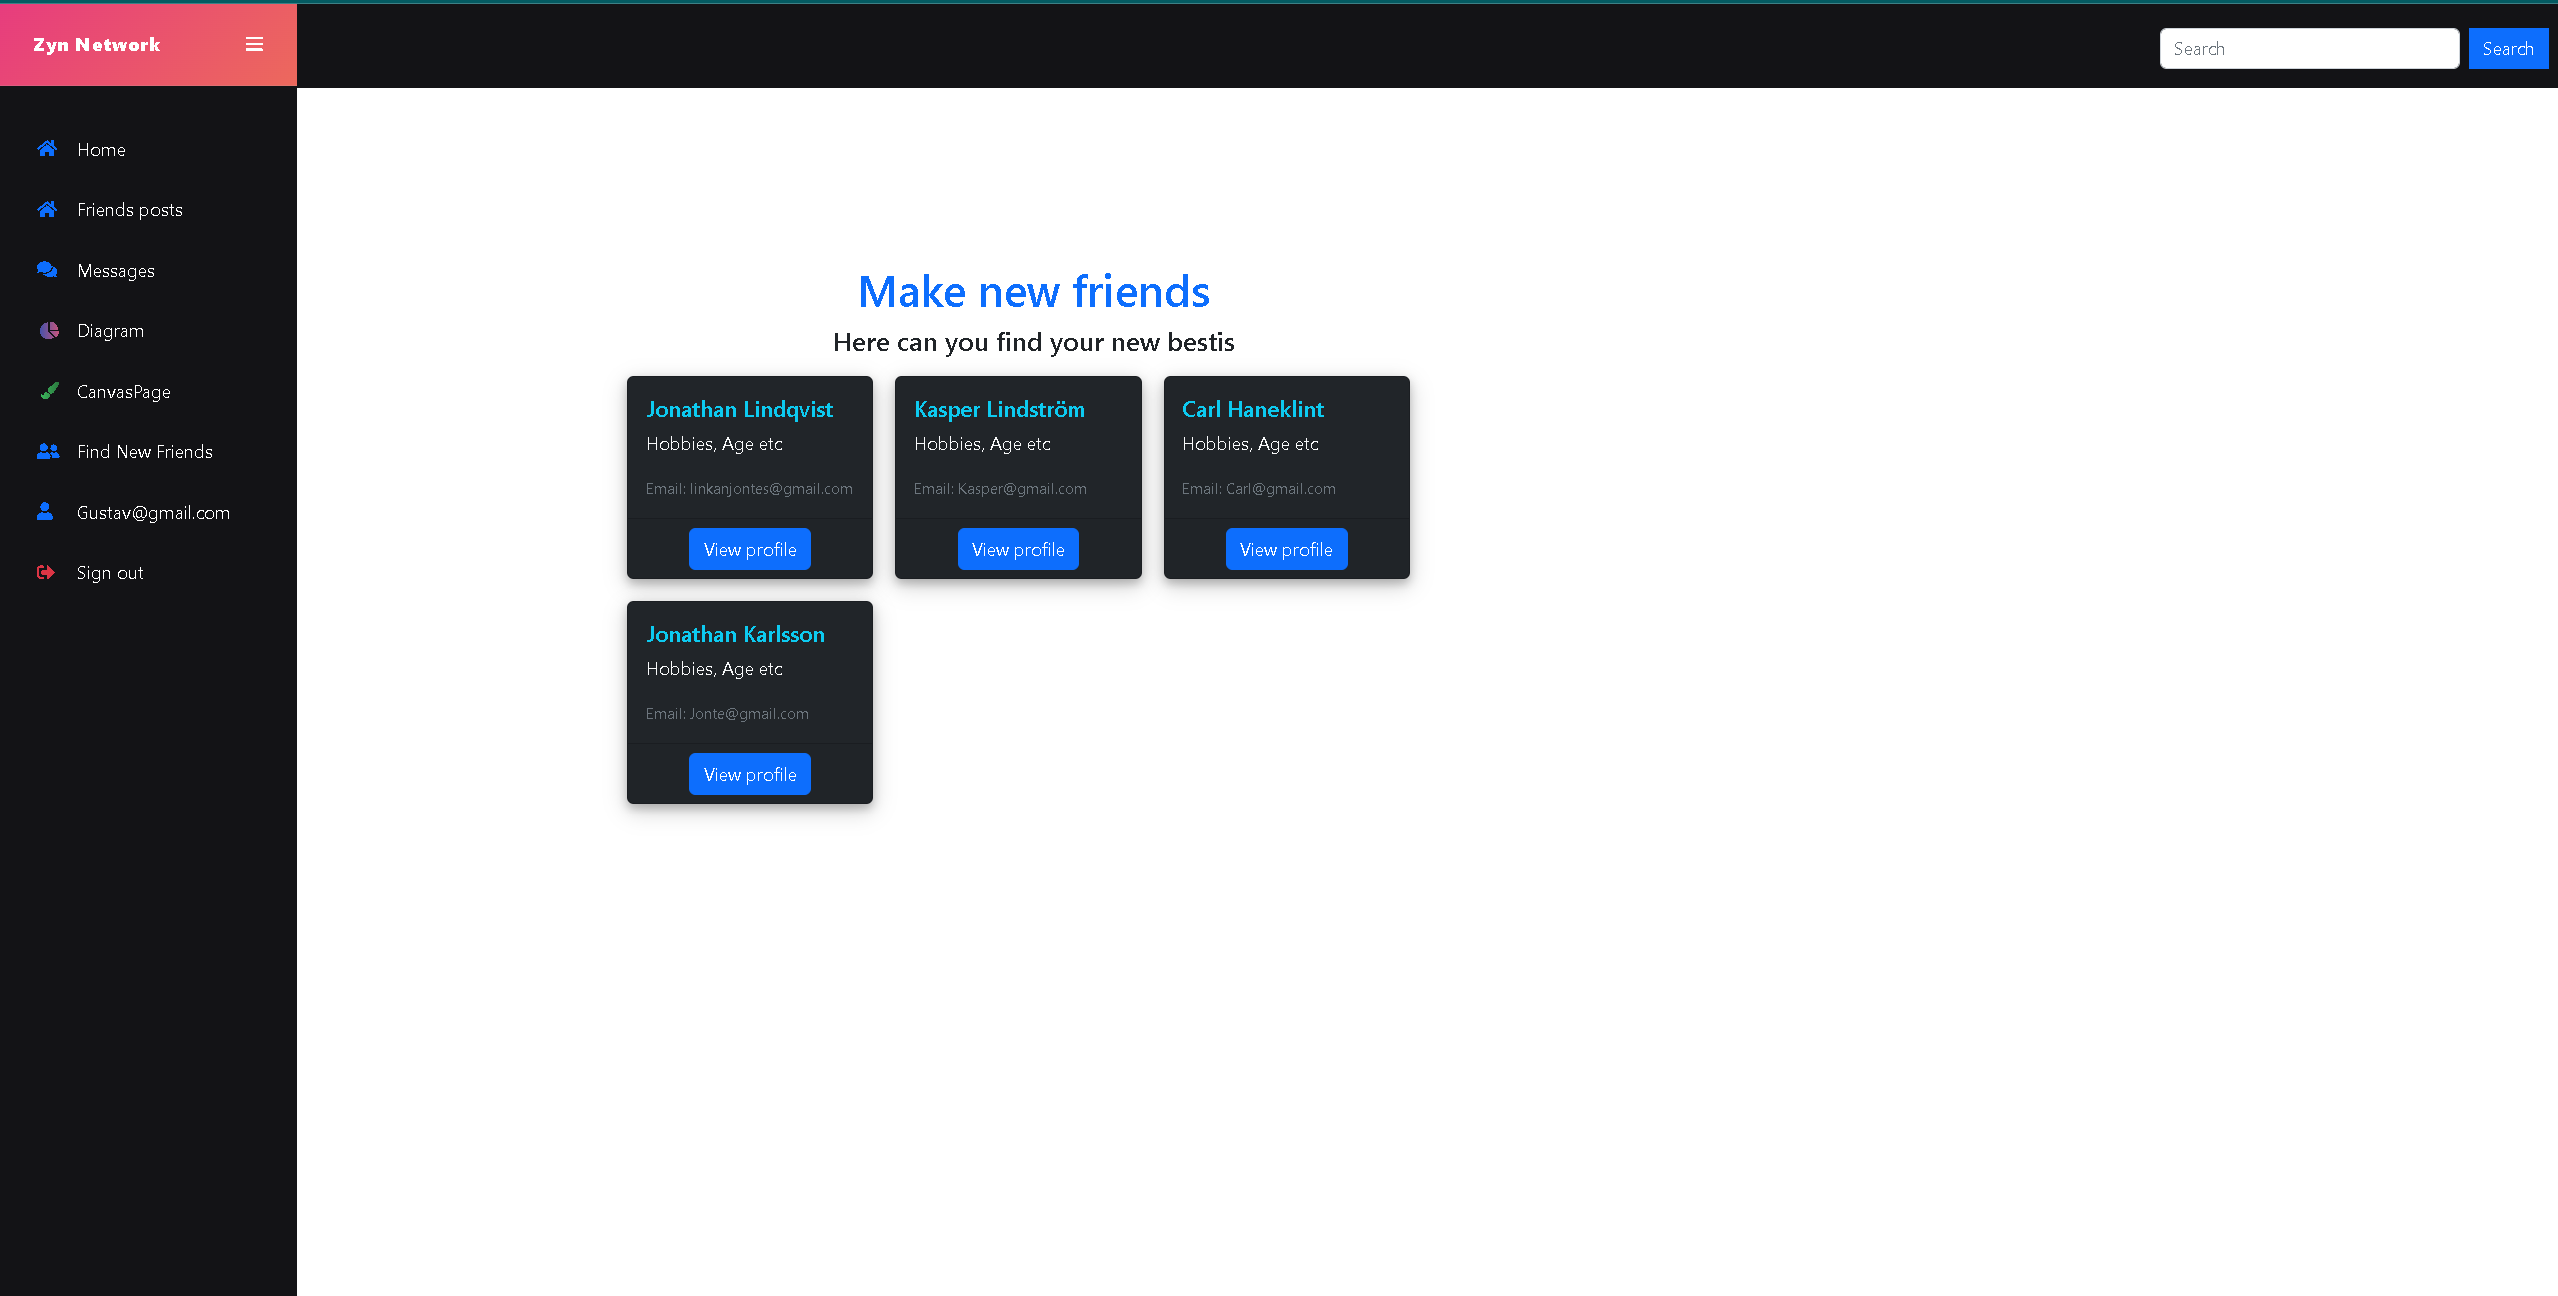 Zyn Network
Search
Search
Home
Friends posts
Messages
Diagram
CanvasPage
Find New Friends
Gustav@gmail.com
Sign out
Make new friends
Here can you find your new bestis
Jonathan Lindqvist
Hobbies, Age etc
Email: linkanjontes@gmail.com
View profile
Kasper Lindström
Hobbies, Age etc
Email: Kasper@gmail.com
View profile
Carl Haneklint
Hobbies, Age etc
Email: Carl@gmail.com
View profile
Jonathan Karlsson
Hobbies, Age etc
Email: Jonte@gmail.com
View profile